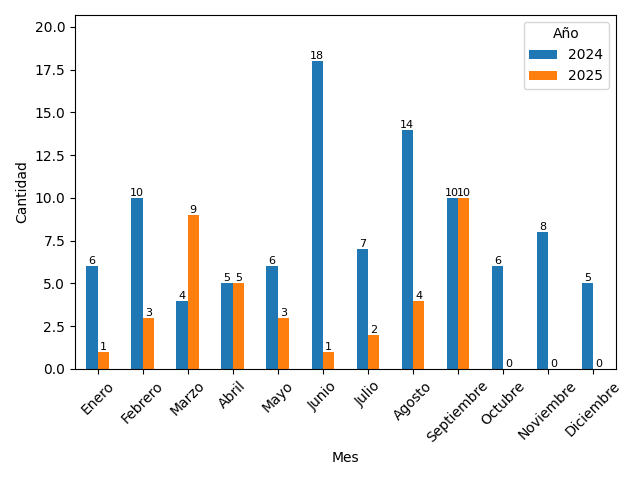 20.0
17.5
15.0
12.5
10.0
7.5
5.0
2.5
0.0
Cantidad
Año
2024
2025
6 1
10 3
4 9
5 5
6 3
18 1
7 2
14 4
10 10
6 0
8 0
5 0
Enero
Febrero
Marzo
Abril
Mayo
Junio
Julio
Agosto
Septiembre
Octubre
Noviembre
Diciembre
Mes